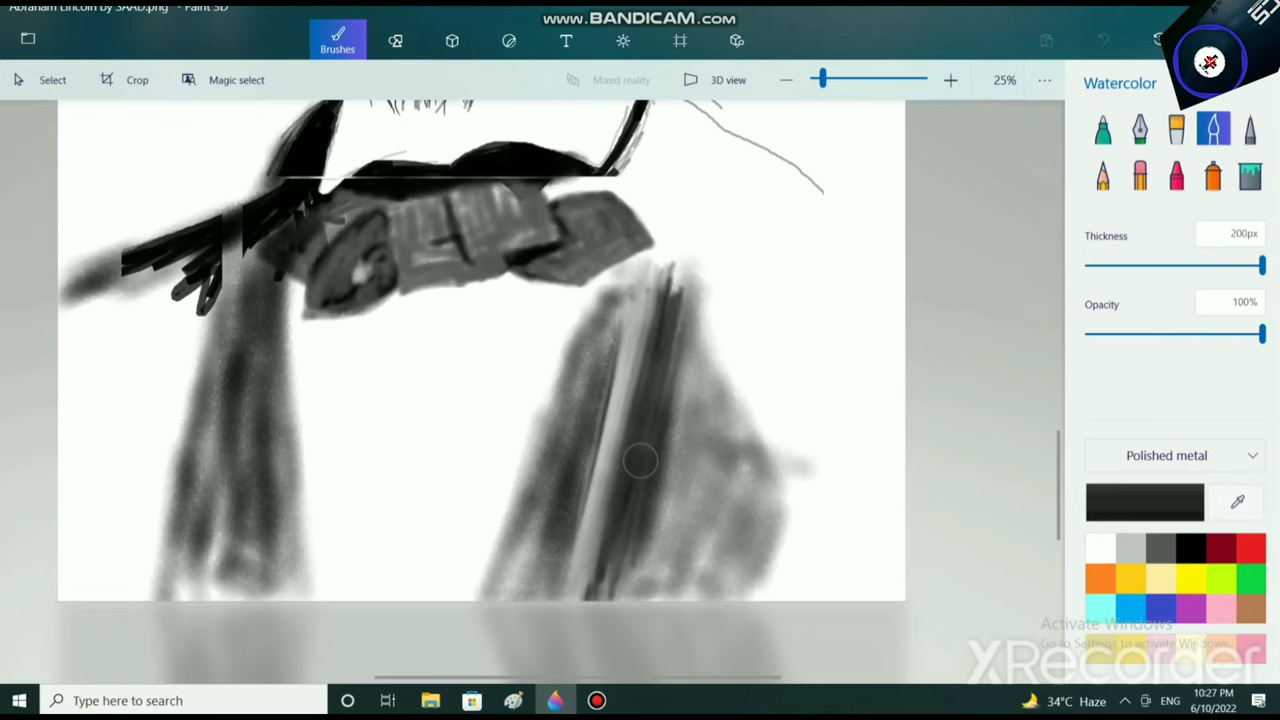 Abraham Lincoln by SAAD.png - Paint 3D
www.BANDICAM.com
Brushes
Select
Crop
Magic select
Mixed reality
3D view
25%
Watercolor
Thickness
200px
Opacity
100%
Polished metal
Activate Windows
Go to Settings to activate Windows.
XRecorder
Type here to search
34°C Haze
ENG
10:27 PM
6/10/2022